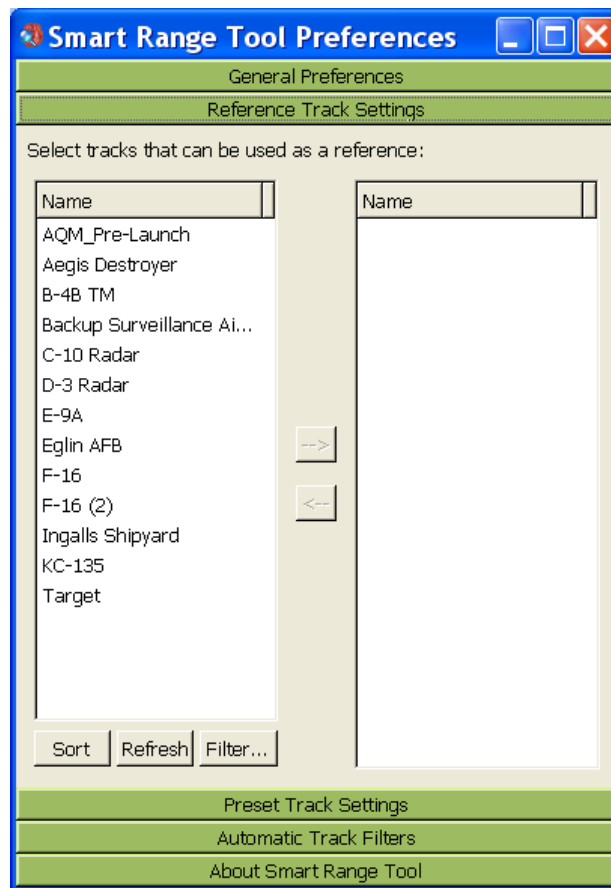 Smart Range Tool Preferences
General Preferences
Reference Track Settings
Select tracks that can be used as a reference:
Name
Name
AQM_Pre-Launch
Aegis Destroyer
B-4B TM
Backup Surveillance Ai...
C-10 Radar
D-3 Radar
E-9A
Eglin AFB
F-16
F-16 (2)
Ingalls Shipyard
KC-135
Target
-->
<--
Sort Refresh Filter...
Preset Track Settings
Automatic Track Filters
About Smart Range Tool